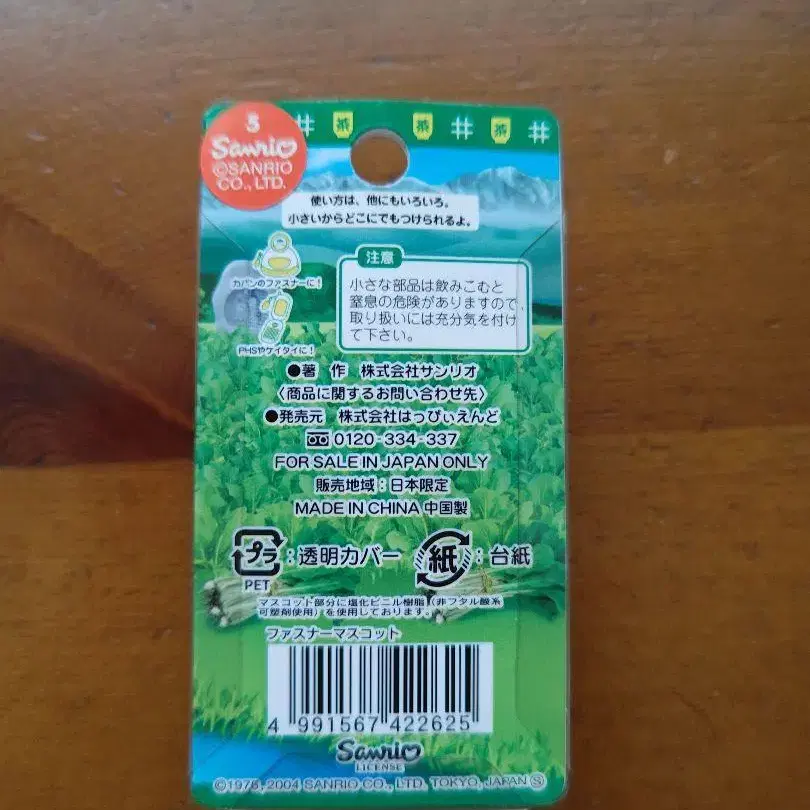 5
Sanrio
©SANRIO
CO., LTD.
茶 茶 茶
使い方は、他にもいろいろ。
小さいからどこにでもつけられるよ。
カバンのファスナーに!
PHSやケイタイに!
注意
小さな部品は飲みこむと
窒息の危険がありますので、
取り扱いには充分気を付け
て下さい。
●著 作 株式会社サンリオ
〈商品に関するお問い合わせ先〉
●発売元 株式会社はっぴぃえんど
0120-334-337
FOR SALE IN JAPAN ONLY
販売地域:日本限定
MADE IN CHINA 中国製
プラ:透明カバー 紙:台紙
PET
マスコット部分に塩化ビニル樹脂(非フタル酸系
可塑剤使用)を使用しております。
ファスナーマスコット
4 991567 422625
Sanrio
LICENSE
©1976, 2004 SANRIO CO., LTD. TOKYO, JAPAN Ⓢ